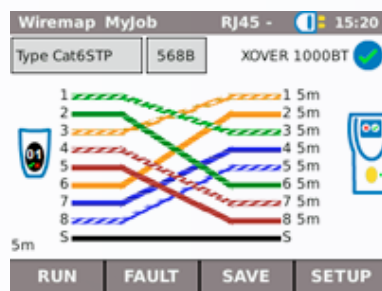 Wiremap MyJob RJ45 - 15:20
Type Cat6STP 568B XOVER 1000BT
1 1 5m
2 2 5m
3 3 5m
4 4 5m
5 5 5m
6 6 5m
7 7 5m
8 8 5m
S S
01
5m
RUN FAULT SAVE SETUP